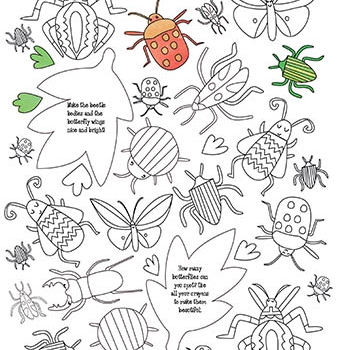 Make the beetle
bodies and the
butterfly wings
nice and bright!
How many
butterflies can
you spot? Use
all your crayons
to make them
beautiful.